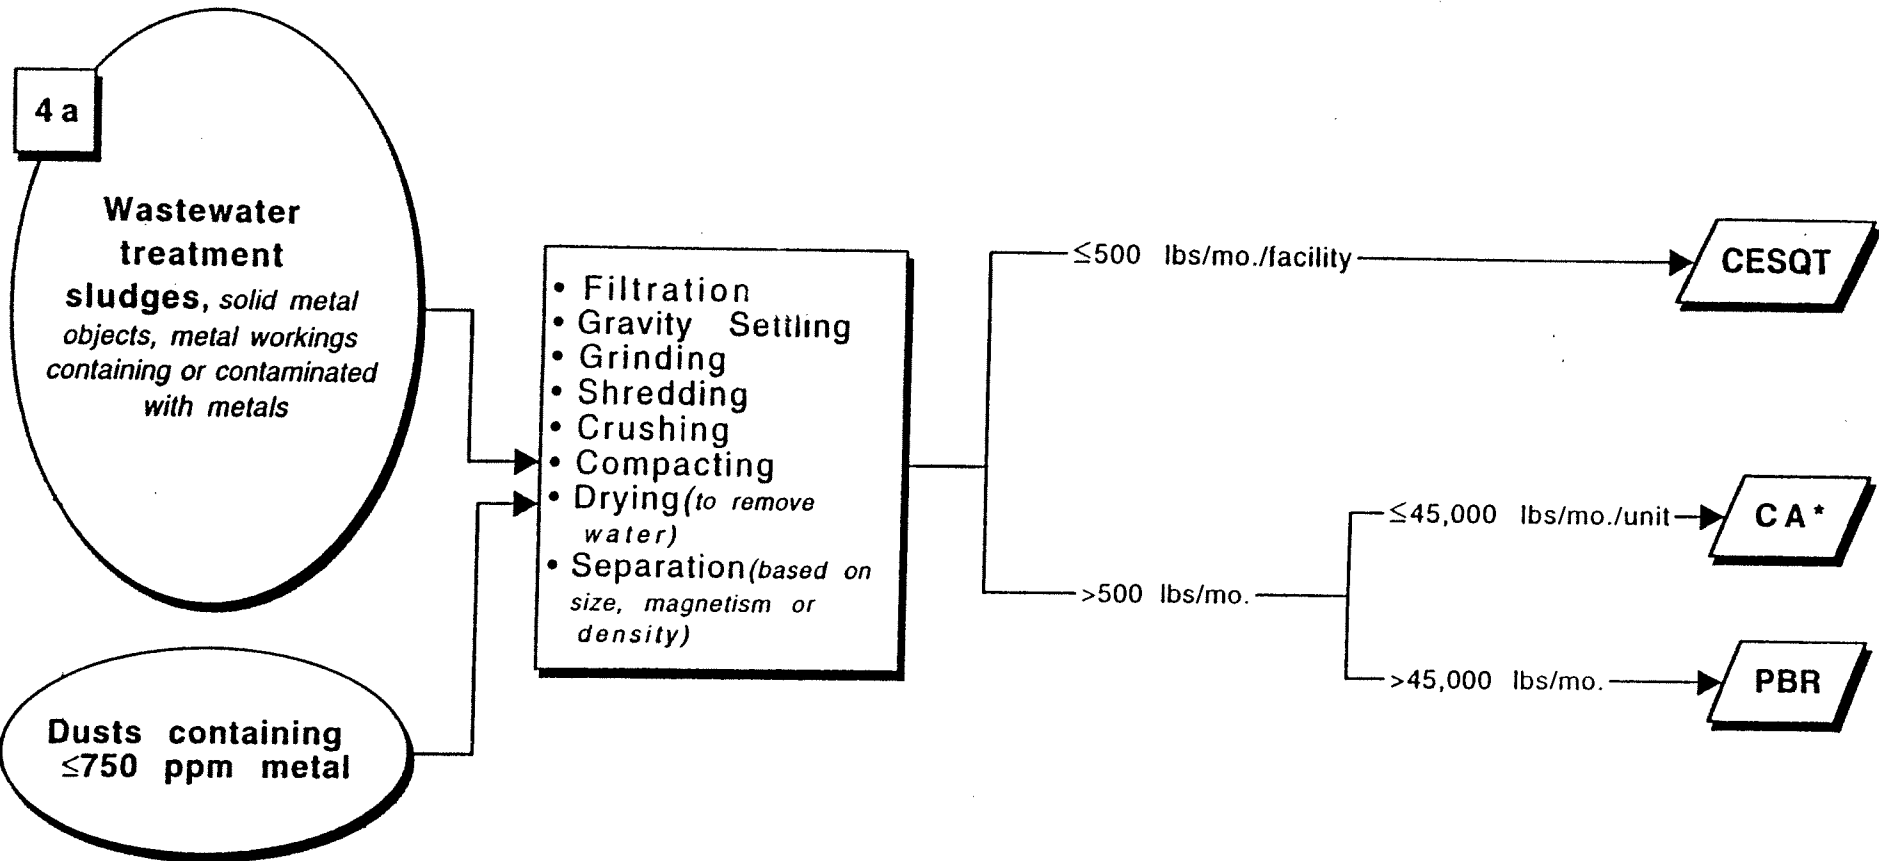 4a
Wastewater
treatment
sludges, solid metal
objects, metal workings
containing or contaminated
with metals
Dusts containing
≤750 ppm metal
• Filtration
• Gravity Settling
• Grinding
• Shredding
• Crushing
• Compacting
• Drying (to remove
water)
• Separation (based on
size, magnetism or
density)
≤500 lbs/mo./facility
CESQT
>500 lbs/mo.
≤45,000 lbs/mo./unit
CA*
>45,000 lbs/mo.
PBR